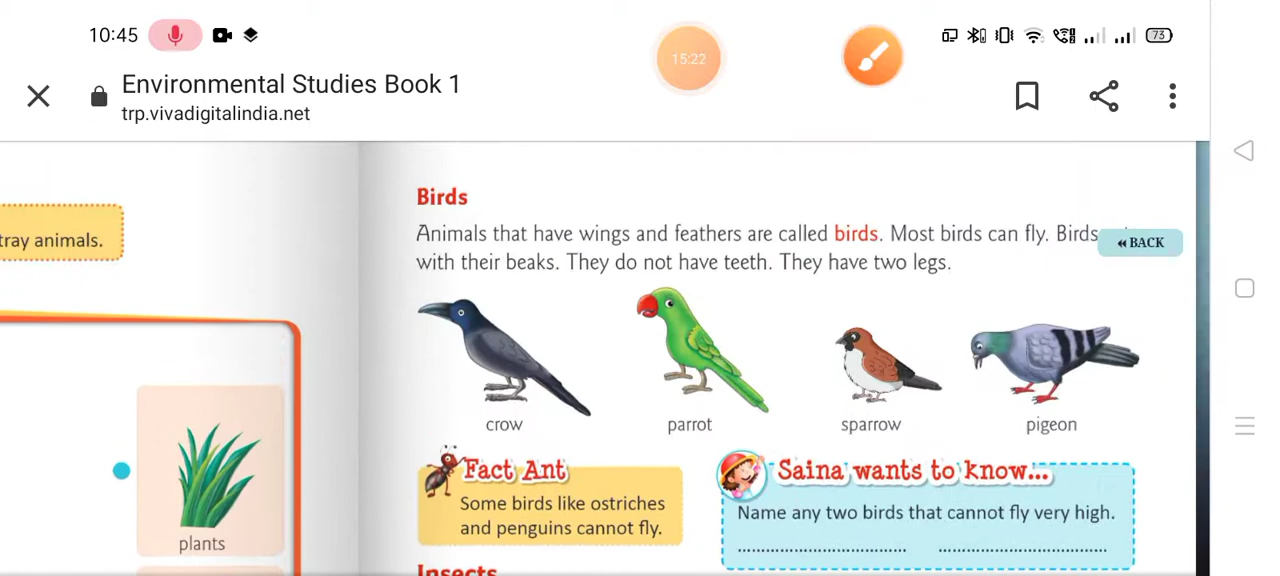 10:45
15:22
73
Environmental Studies Book 1
trp.vivadigitalindia.net
tray animals.
plants
Birds
Animals that have wings and feathers are called birds. Most birds can fly. Birds
BACK
with their beaks. They do not have teeth. They have two legs.
crow
parrot
sparrow
pigeon
Fact Ant
Some birds like ostriches
and penguins cannot fly.
Saina wants to know...
Name any two birds that cannot fly very high.
Insects